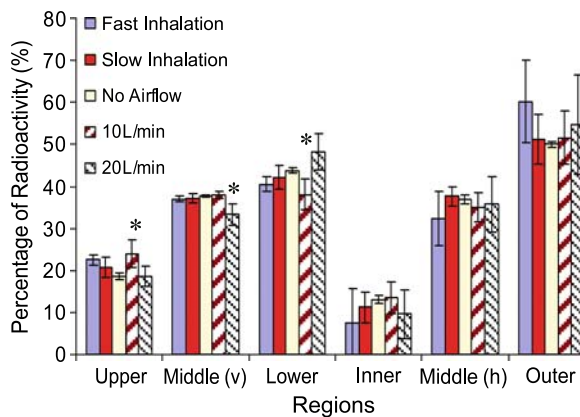 Percentage of Radioactivity (%)
80
70
60
50
40
30
20
10
0
Fast Inhalation
Slow Inhalation
No Airflow
10L/min
20L/min
*
*
*
Upper
Middle (v)
Lower
Inner
Middle (h)
Outer
Regions